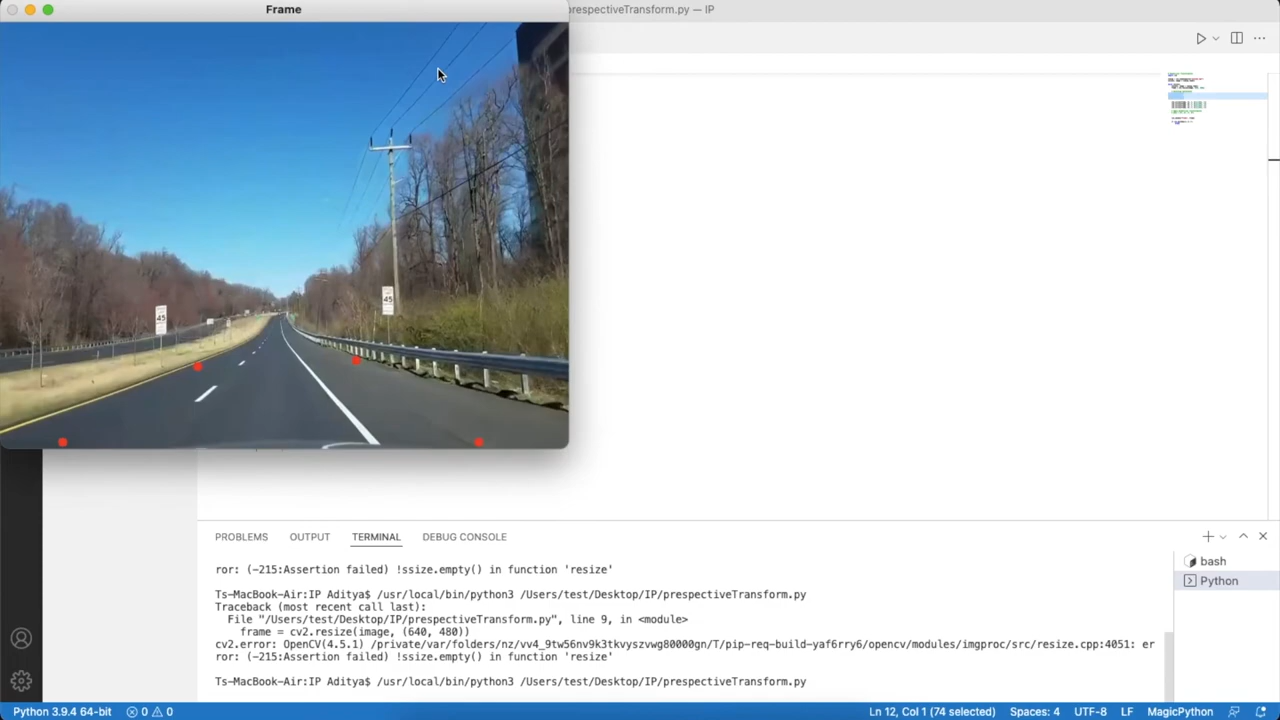 Frame
prespectiveTransform.py — IP
45
45
PROBLEMS
OUTPUT
TERMINAL
DEBUG CONSOLE
ror: (-215:Assertion failed) !ssize.empty() in function 'resize'
Ts-MacBook-Air:IP Aditya$ /usr/local/bin/python3 /Users/test/Desktop/IP/prespectiveTransform.py
Traceback (most recent call last):
File "/Users/test/Desktop/IP/prespectiveTransform.py", line 9, in <module>
frame = cv2.resize(image, (640, 480))
cv2.error: OpenCV(4.5.1) /private/var/folders/nz/vv4_9tw56nv9k3tkvyszvwg80000gn/T/pip-req-build-yaf6rry6/opencv/modules/imgproc/src/resize.cpp:4051: er
ror: (-215:Assertion failed) !ssize.empty() in function 'resize'
Ts-MacBook-Air:IP Aditya$ /usr/local/bin/python3 /Users/test/Desktop/IP/prespectiveTransform.py
bash
Python
Python 3.9.4 64-bit
0
0
Ln 12, Col 1 (74 selected)
Spaces: 4
UTF-8
LF
MagicPython